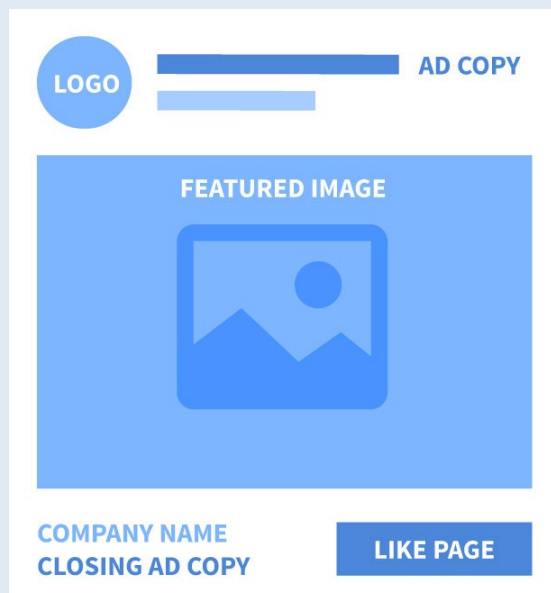 LOGO
AD COPY
FEATURED IMAGE
COMPANY NAME
CLOSING AD COPY
LIKE PAGE